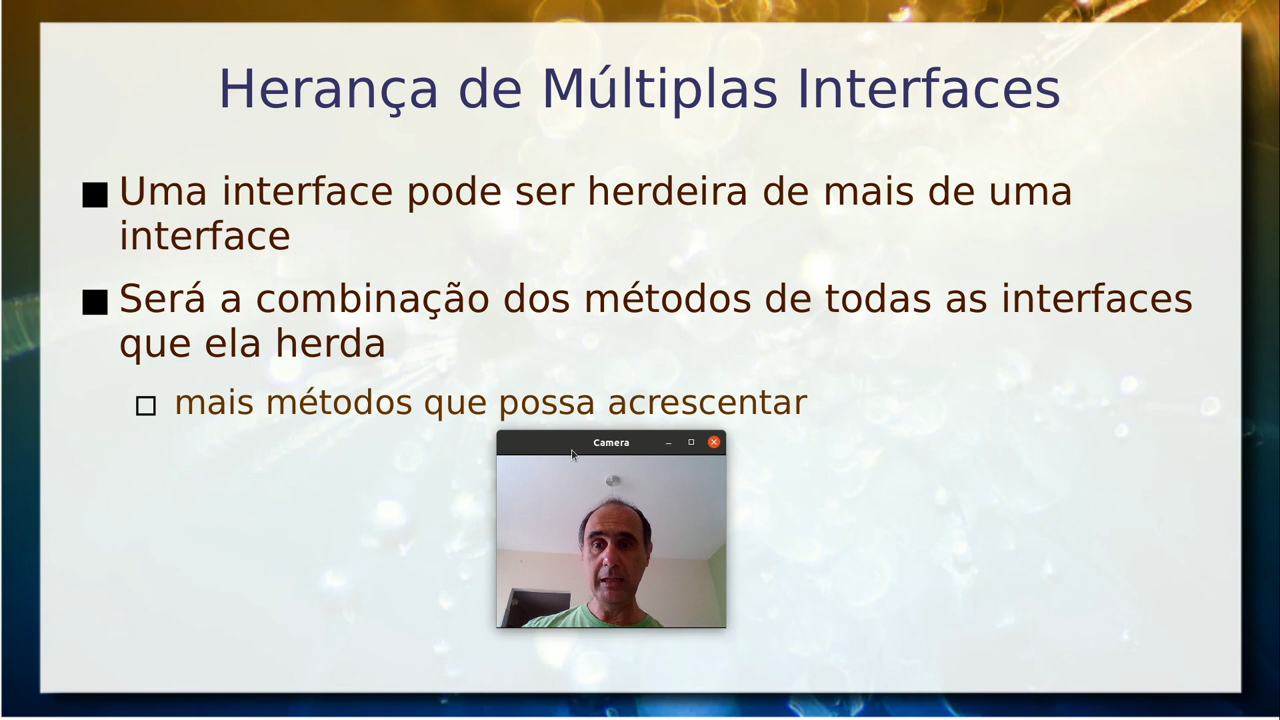 Herança de Múltiplas Interfaces
Uma interface pode ser herdeira de mais de uma
interface
Será a combinação dos métodos de todas as interfaces
que ela herda
mais métodos que possa acrescentar
Camera